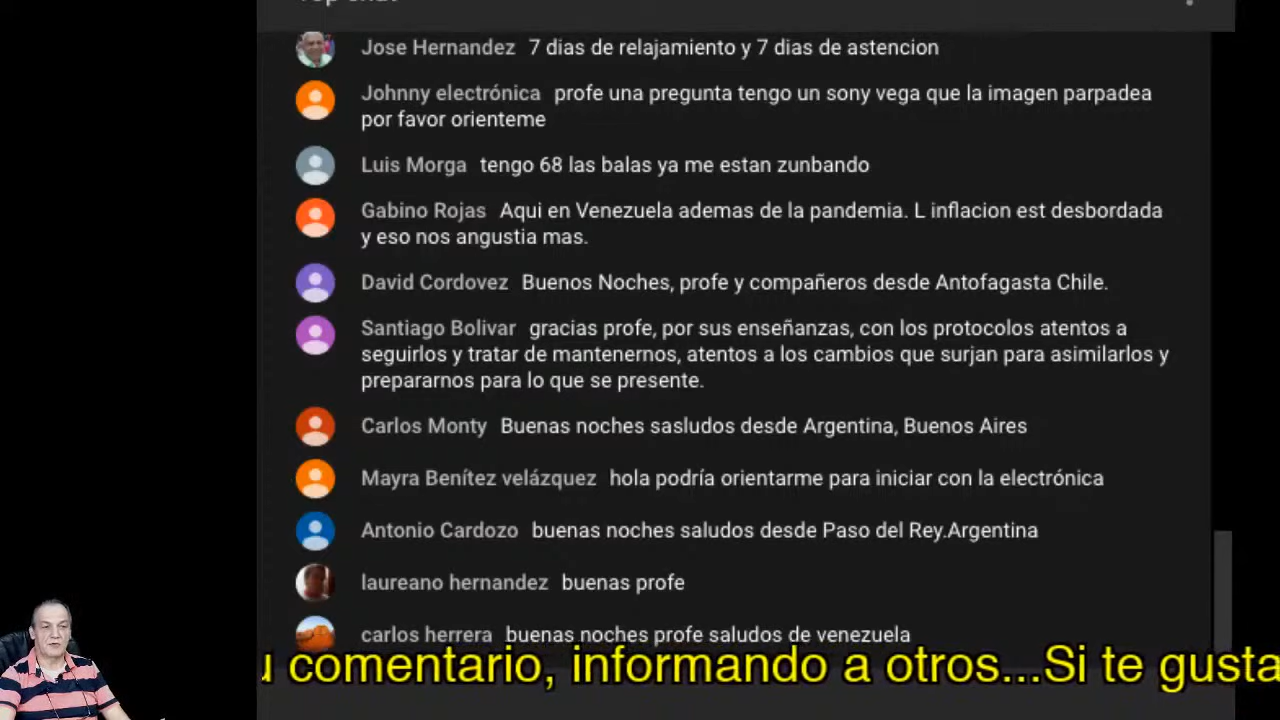 Top chat
Jose Hernandez 7 dias de relajamiento y 7 dias de astencion
Johnny electrónica profe una pregunta tengo un sony vega que la imagen parpadea
por favor orienteme
Luis Morga tengo 68 las balas ya me estan zunbando
Gabino Rojas Aqui en Venezuela ademas de la pandemia. L inflacion est desbordada
y eso nos angustia mas.
David Cordovez Buenos Noches, profe y compañeros desde Antofagasta Chile.
Santiago Bolivar gracias profe, por sus enseñanzas, con los protocolos atentos a
seguirlos y tratar de mantenernos, atentos a los cambios que surjan para asimilarlos y
prepararnos para lo que se presente.
Carlos Monty Buenas noches sasludos desde Argentina, Buenos Aires
Mayra Benítez velázquez hola podría orientarme para iniciar con la electrónica
Antonio Cardozo buenas noches saludos desde Paso del Rey.Argentina
laureano hernandez buenas profe
carlos herrera buenas noches profe saludos de venezuela
u comentario, informando a otros...Si te gusta